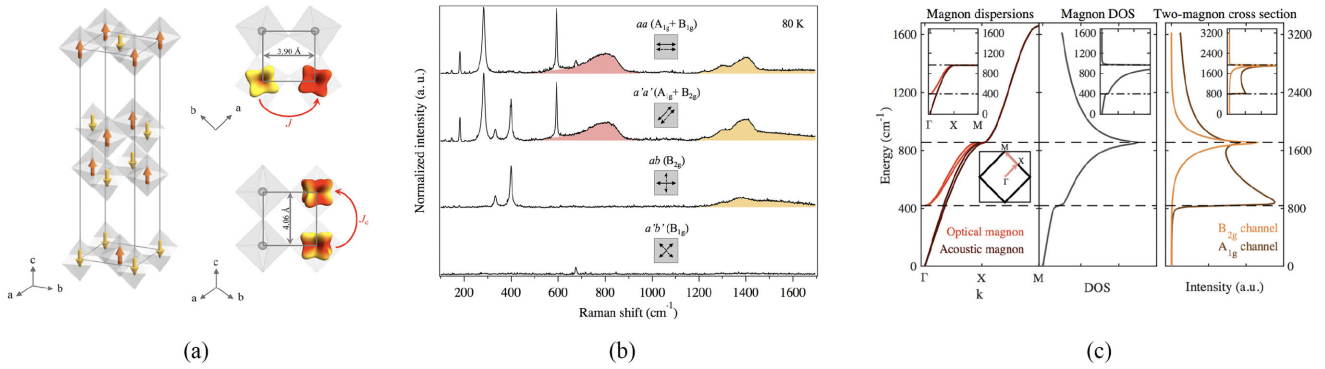 c
a
b
b
a
3.90 Å
J
4.06 Å
Jc
c
a
b
(a)
80 K
aa (A1g + B1g)
a'a' (A1g + B2g)
ab (B2g)
a'b' (B1g)
Normalized intensity (a. u.)
200 400 600 800 1000 1200 1400 1600
Raman shift (cm-1)
(b)
Magnon dispersions Magnon DOS Two-magnon cross section
Energy (cm-1)
1600
1200
800
400
0
1600
1200
800
400
0
Γ X M
M
X
Γ
Optical magnon
Acoustic magnon
Γ X M
k
1600
1200
800
400
0
DOS
3200
2400
1600
800
0
B2g channel
A1g channel
3200
2400
1600
800
0
Intensity (a.u.)
(c)